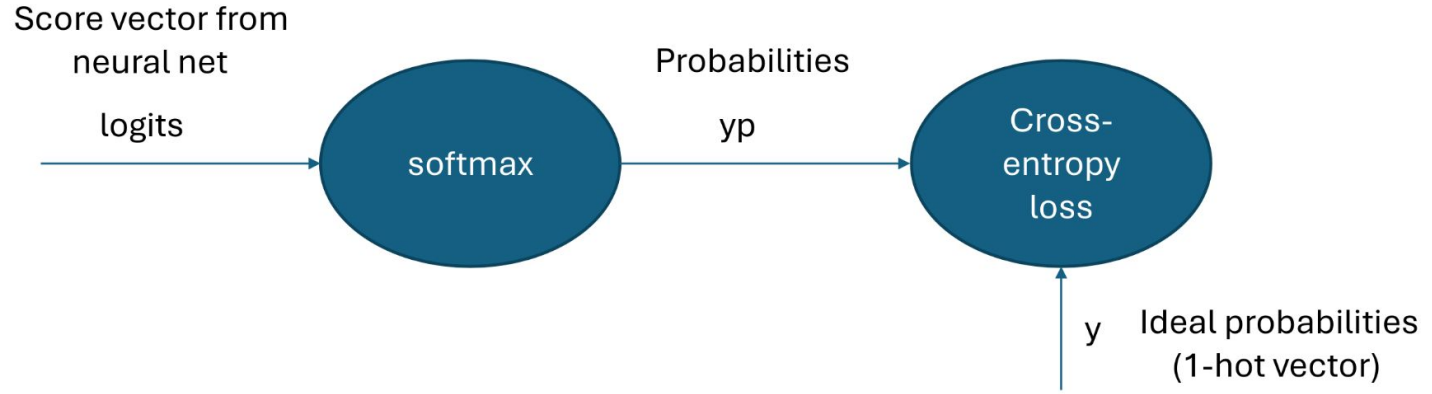 Score vector from
neural net
logits
softmax
Probabilities
yp
Cross-
entropy
loss
y
Ideal probabilities
(1-hot vector)